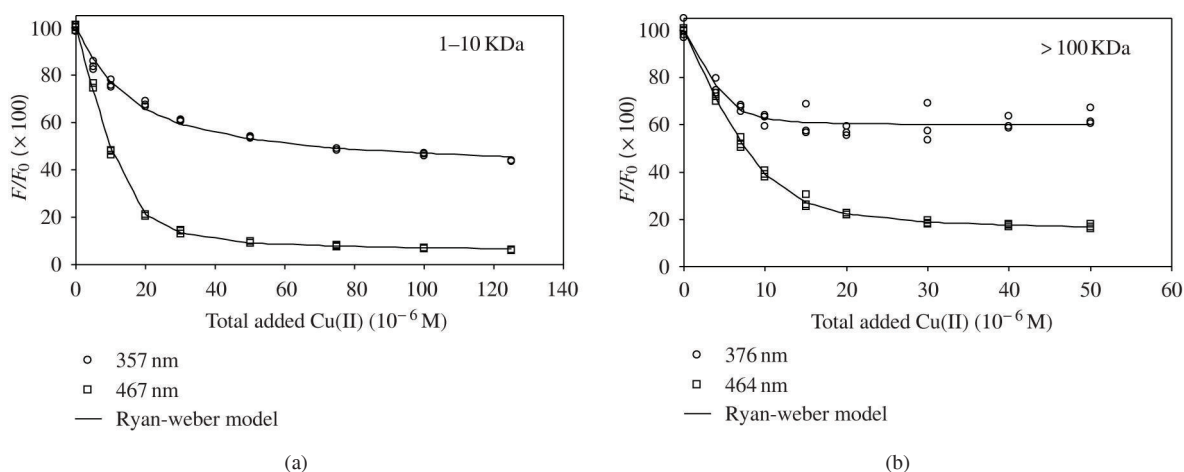 (a)
1–10 KDa
F/F0 (×100)
100
80
60
40
20
0
0 20 40 60 80 100 120 140
Total added Cu(II) (10−6 M)
357 nm
467 nm
Ryan-weber model
(a)
(b)
> 100 KDa
F/F0 (×100)
100
80
60
40
20
0
0 10 20 30 40 50 60
Total added Cu(II) (10−6 M)
376 nm
464 nm
Ryan-weber model
(b)